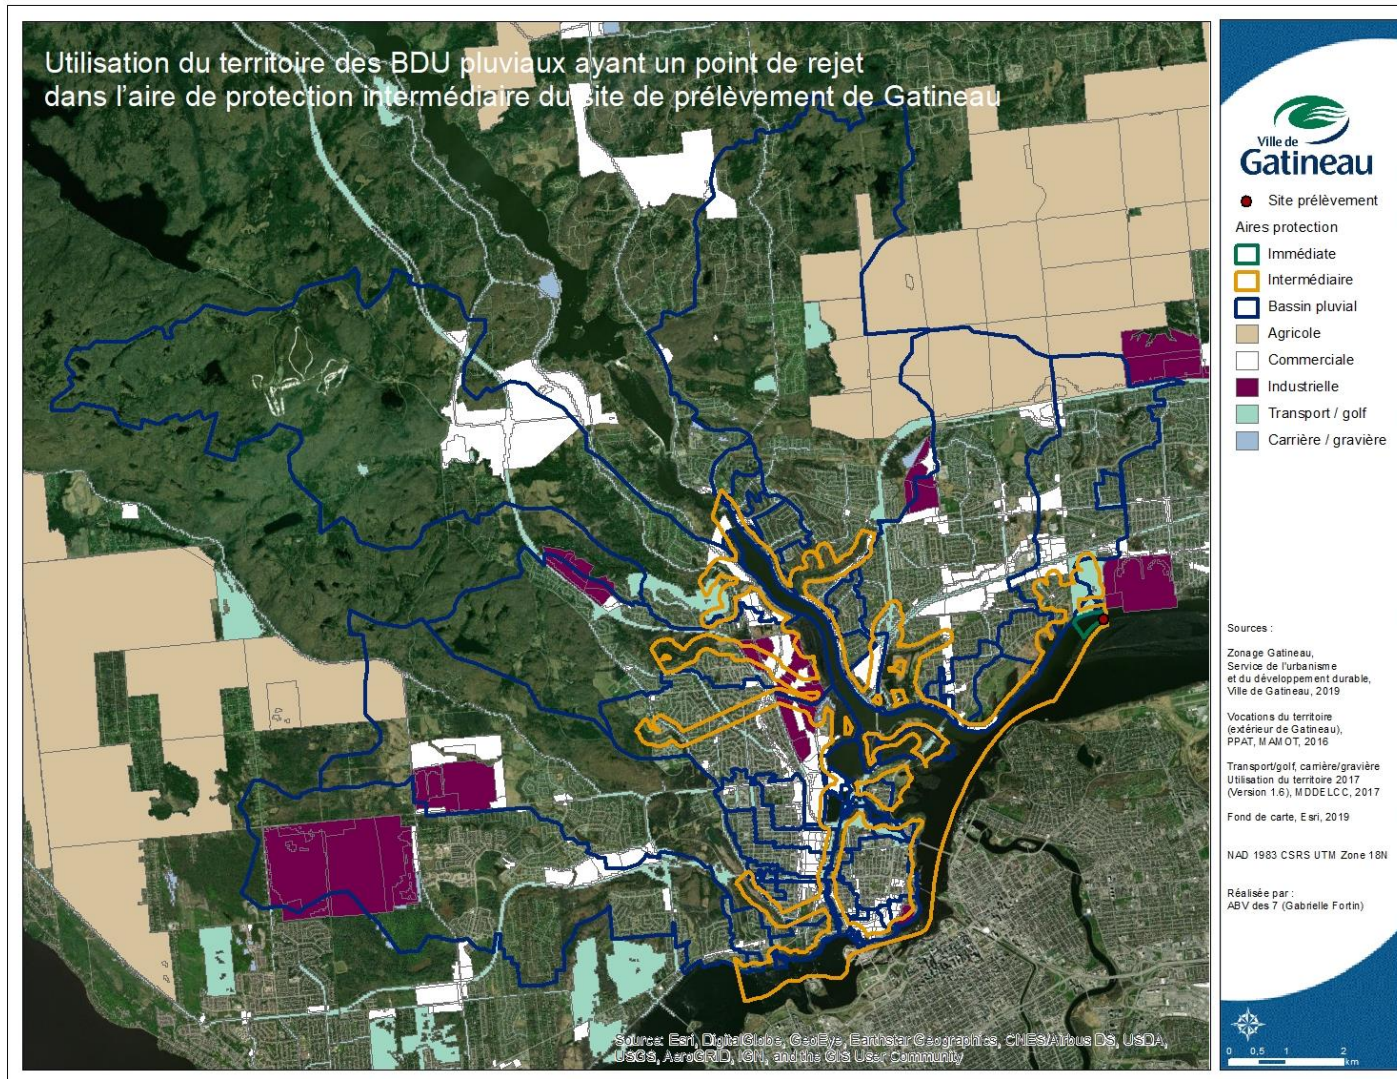 Utilisation du territoire des BDU pluviaux ayant un point de rejet
dans l'aire de protection intermédiaire du site de prélèvement de Gatineau
Ville de
Gatineau
Site prélèvement
Aires protection
Immédiate
Intermédiaire
Bassin pluvial
Agricole
Commerciale
Industrielle
Transport / golf
Carrière / gravière
Sources :
Zonage Gatineau,
Service de l'urbanisme
et du développement durable,
Ville de Gatineau, 2019
Vocations du territoire
(extérieur de Gatineau),
PPAT, MAMOT, 2016
Transport/golf, carrière/gravière
Utilisation du territoire 2017
(Version 1.6), MDDELCC, 2017
Fond de carte, Esri, 2019
NAD 1983 CSRS UTM Zone 18N
Réalisée par :
ABV des 7 (Gabrielle Fortin)
0 0,5 1 2
km
Source: Esri, DigitalGlobe, GeoEye, Earthstar Geographics, CNES/Airbus DS, USDA,
USGS, AeroGRID, IGN, and the GIS User Community